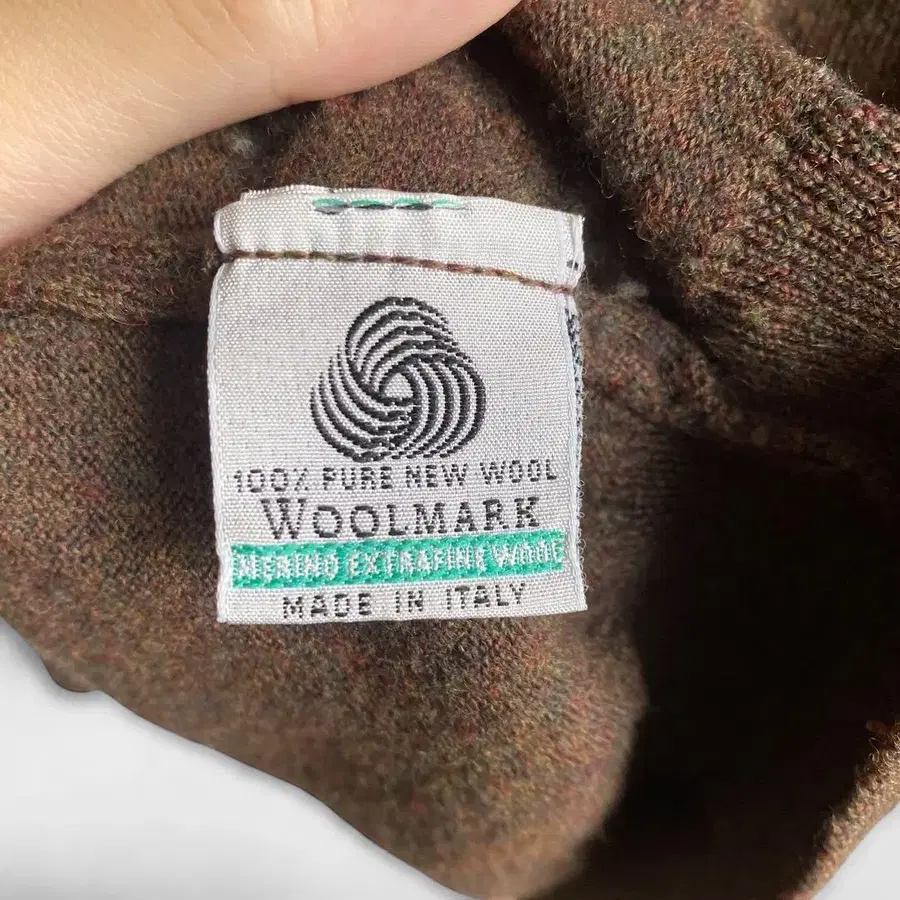 100% PURE NEW WOOL
WOOLMARK
MERINO EXTRAFINE WOOL
MADE IN ITALY